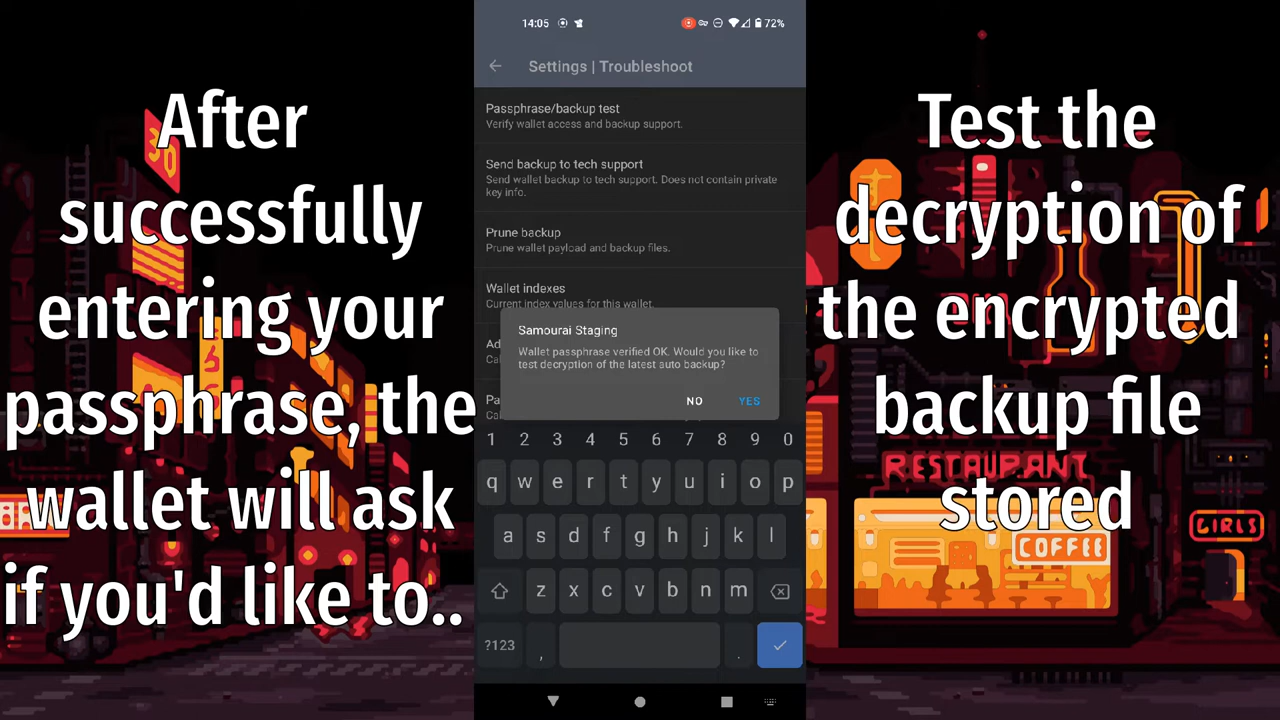 After
successfully
entering your
passphrase, the
wallet will ask
if you'd like to..
14:05
72%
Settings | Troubleshoot
Passphrase/backup test
Verify wallet access and backup support.
Send backup to tech support
Send wallet backup to tech support. Does not contain private
key info.
Prune backup
Prune wallet payload and backup files.
Wallet indexes
Current index values for this wallet.
Ad
Cal
Pa
Cal
Samourai Staging
Wallet passphrase verified OK. Would you like to
test decryption of the latest auto backup?
NO YES
1 2 3 4 5 6 7 8 9 0
q w e r t y u i o p
a s d f g h j k l
z x c v b n m
?123 , .
Test the
decryption of
the encrypted
backup file
stored
RESTAURANT
COFFEE
GIRLS